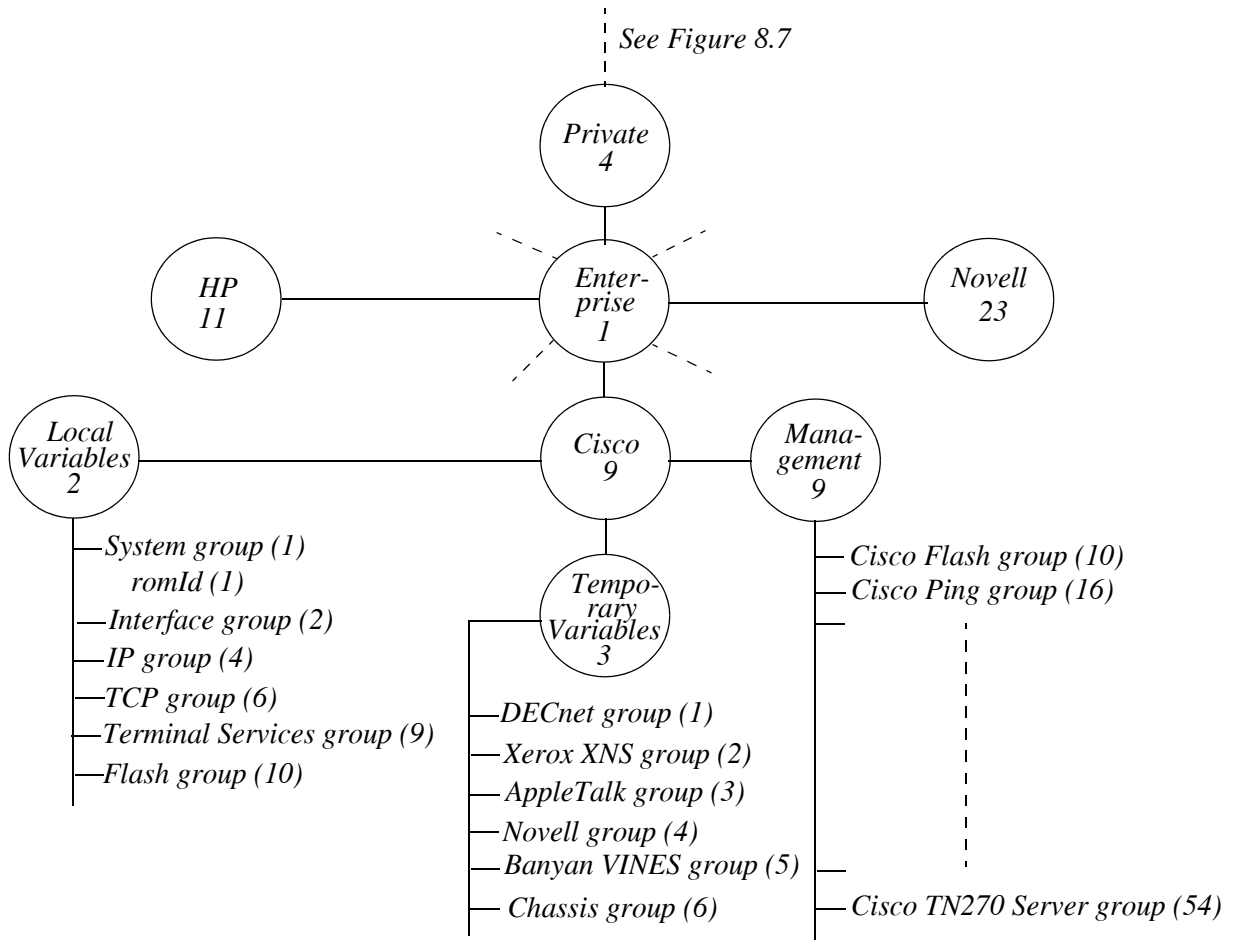 See Figure 8.7
Private
4
HP
11
Enter-
prise
1
Novell
23
Local
Variables
2
Cisco
9
Mana-
gement
9
System group (1)
romId (1)
Interface group (2)
IP group (4)
TCP group (6)
Terminal Services group (9)
Flash group (10)
Tempo-
rary
Variables
3
DECnet group (1)
Xerox XNS group (2)
AppleTalk group (3)
Novell group (4)
Banyan VINES group (5)
Chassis group (6)
Cisco Flash group (10)
Cisco Ping group (16)
Cisco TN270 Server group (54)